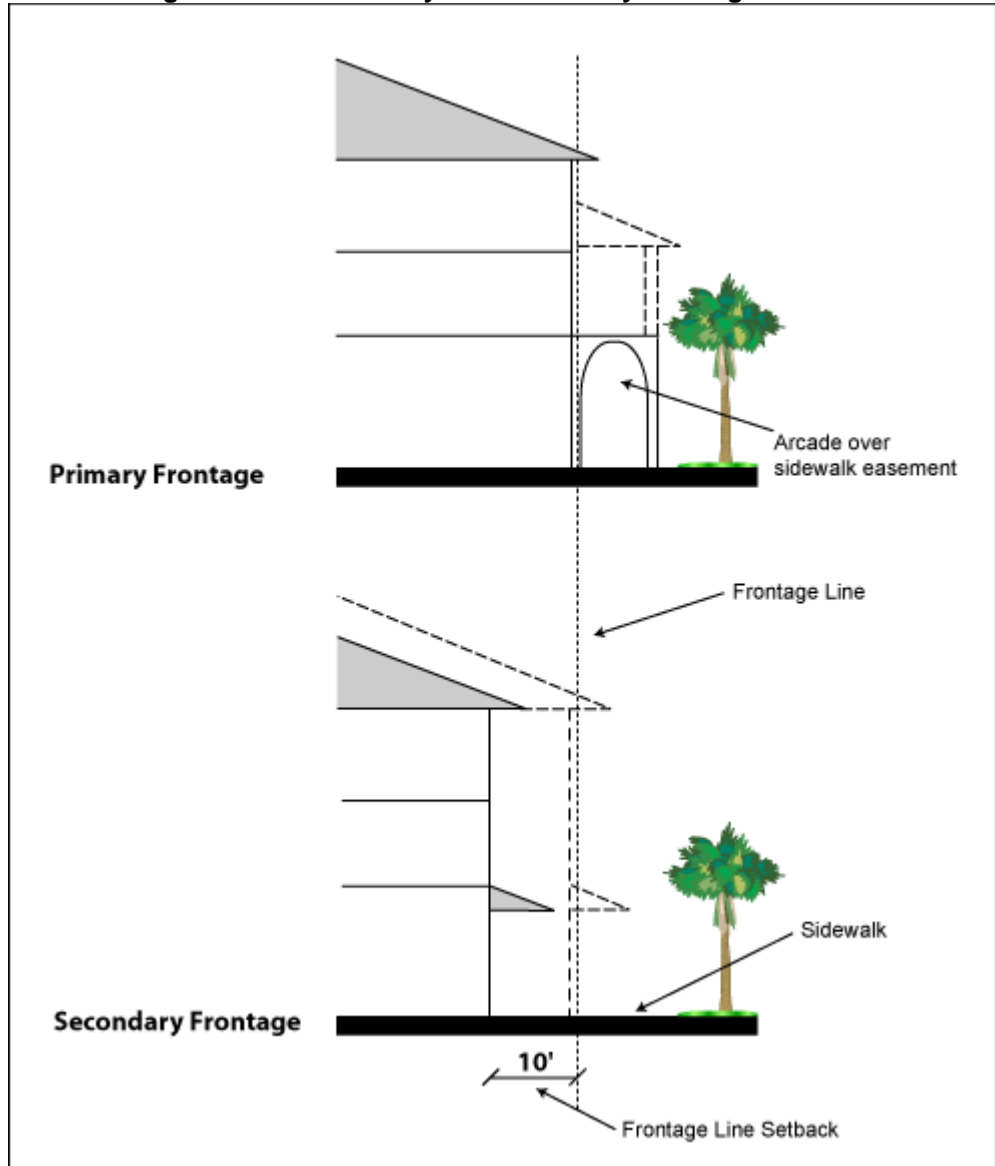 Arcade over
sidewalk easement
Primary Frontage
Frontage Line
Sidewalk
Secondary Frontage
10'
Frontage Line Setback